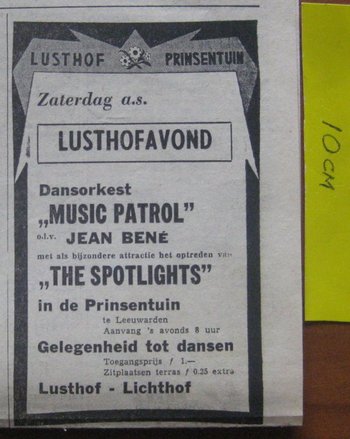 LUSTHOF PRINSENTUIN
Zaterdag a.s.
LUSTHOFAVOND
Dansorkest
„MUSIC PATROL”
o.l.v. JEAN BENÉ
met als bijzondere attractie het optreden van
„THE SPOTLIGHTS”
in de Prinsentuin
te Leeuwarden
Aanvang 's avonds 8 uur
Gelegenheid tot dansen
Toegangsprijs ƒ 1.—
Zitplaatsen terras ƒ 0.25 extra
Lusthof - Lichthof
10CM